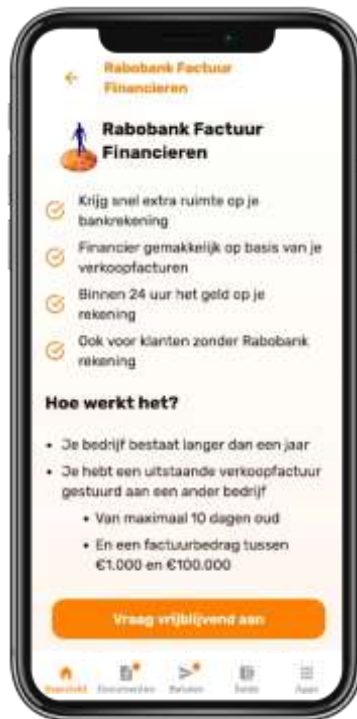 Rabobank Factuur
Financieren
Rabobank Factuur
Financieren
Krijg snel extra ruimte op je
bankrekening
Financier gemakkelijk op basis van je
verkoopfacturen
Binnen 24 uur het geld op je
rekening
Ook voor klanten zonder Rabobank
rekening
Hoe werkt het?
• Je bedrijf bestaat langer dan een jaar
• Je hebt een uitstaande verkoopfactuur
gestuurd aan een ander bedrijf
• Van maximaal 10 dagen oud
• En een factuurbedrag tussen
€1.000 en €100.000
Vraag vrijblijvend aan
Overzicht Documenten Betalen Saldo Apps